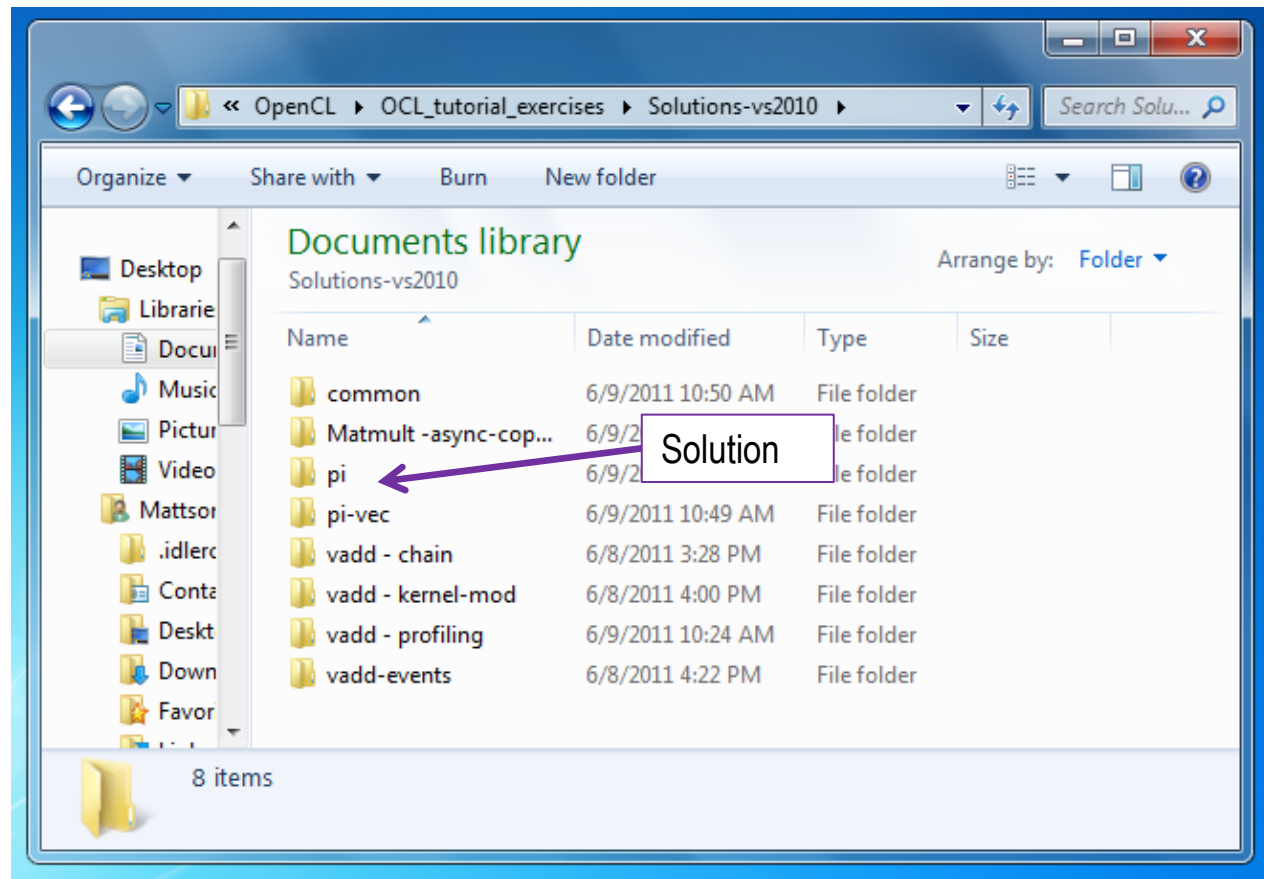 « OpenCL ▸ OCL_tutorial_exercises ▸ Solutions-vs2010 ▸ Search Solu...
Organize Share with Burn New folder
Documents library
Solutions-vs2010
Arrange by: Folder
Desktop
Librarie
Docu
Music
Pictur
Video
Mattsor
.idlerc
Conta
Deskt
Down
Favor
Name Date modified Type Size
common 6/9/2011 10:50 AM File folder
Matmult -async-cop... 6/9/2 le folder
pi 6/9/2 le folder
pi-vec 6/9/2011 10:49 AM File folder
vadd - chain 6/8/2011 3:28 PM File folder
vadd - kernel-mod 6/8/2011 4:00 PM File folder
vadd - profiling 6/9/2011 10:24 AM File folder
vadd-events 6/8/2011 4:22 PM File folder
Solution
8 items